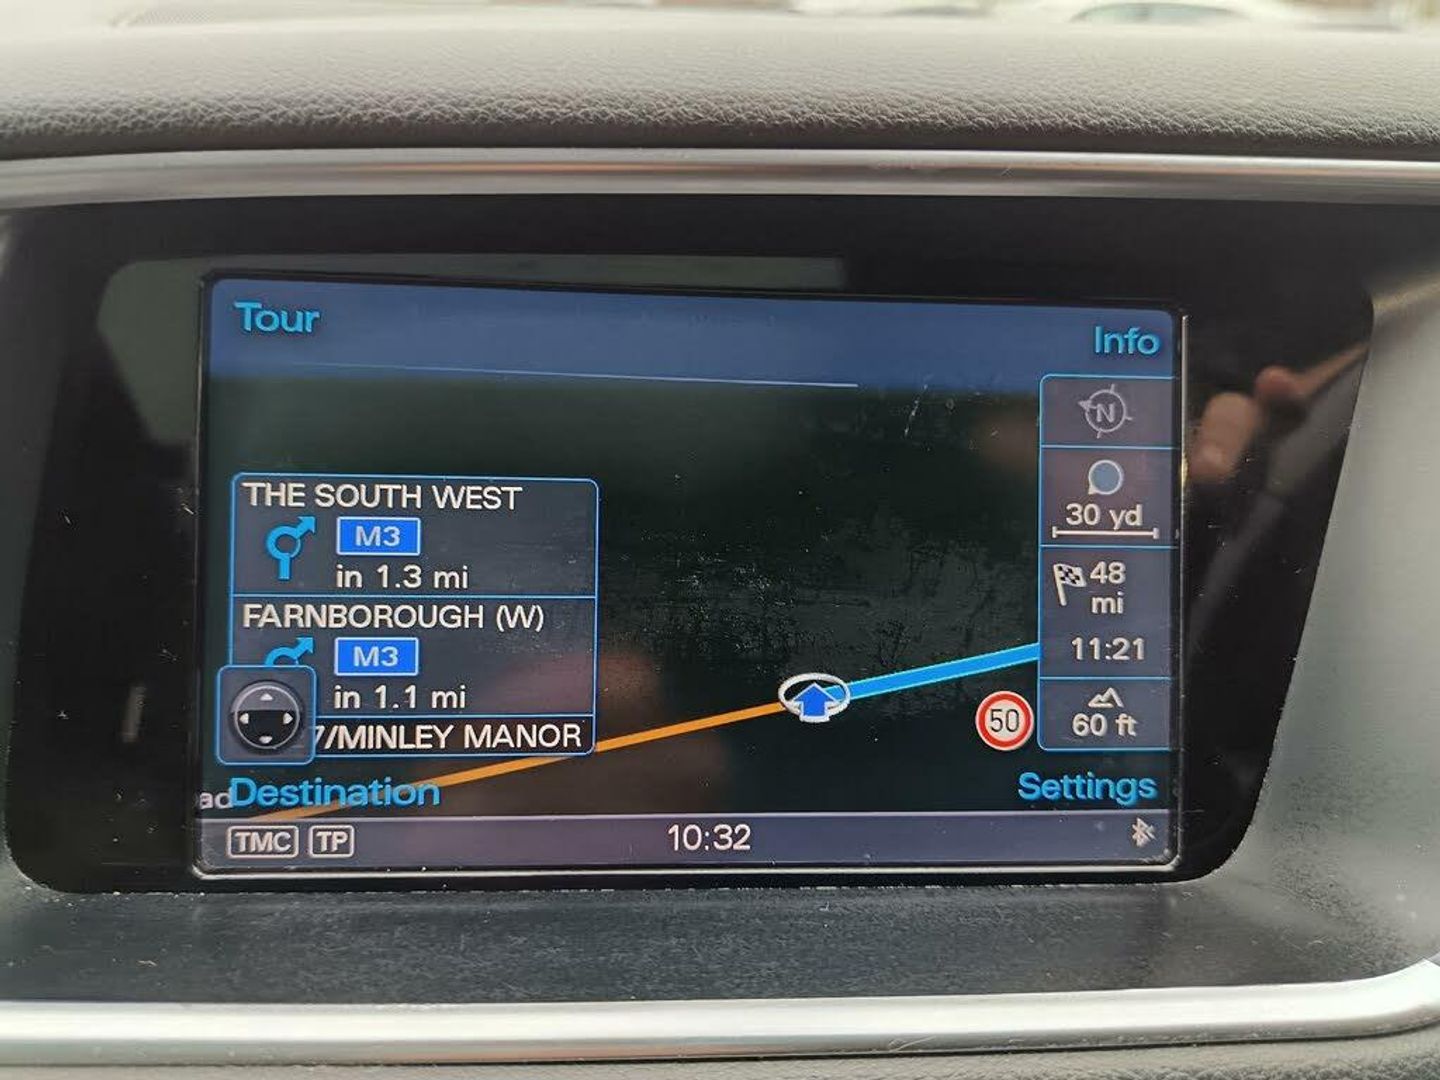 Tour
Info
N
THE SOUTH WEST
M3
in 1.3 mi
FARNBOROUGH (W)
M3
in 1.1 mi
7/MINLEY MANOR
30 yd
48
mi
11:21
50
60 ft
ad
Destination
Settings
TMC TP
10:32